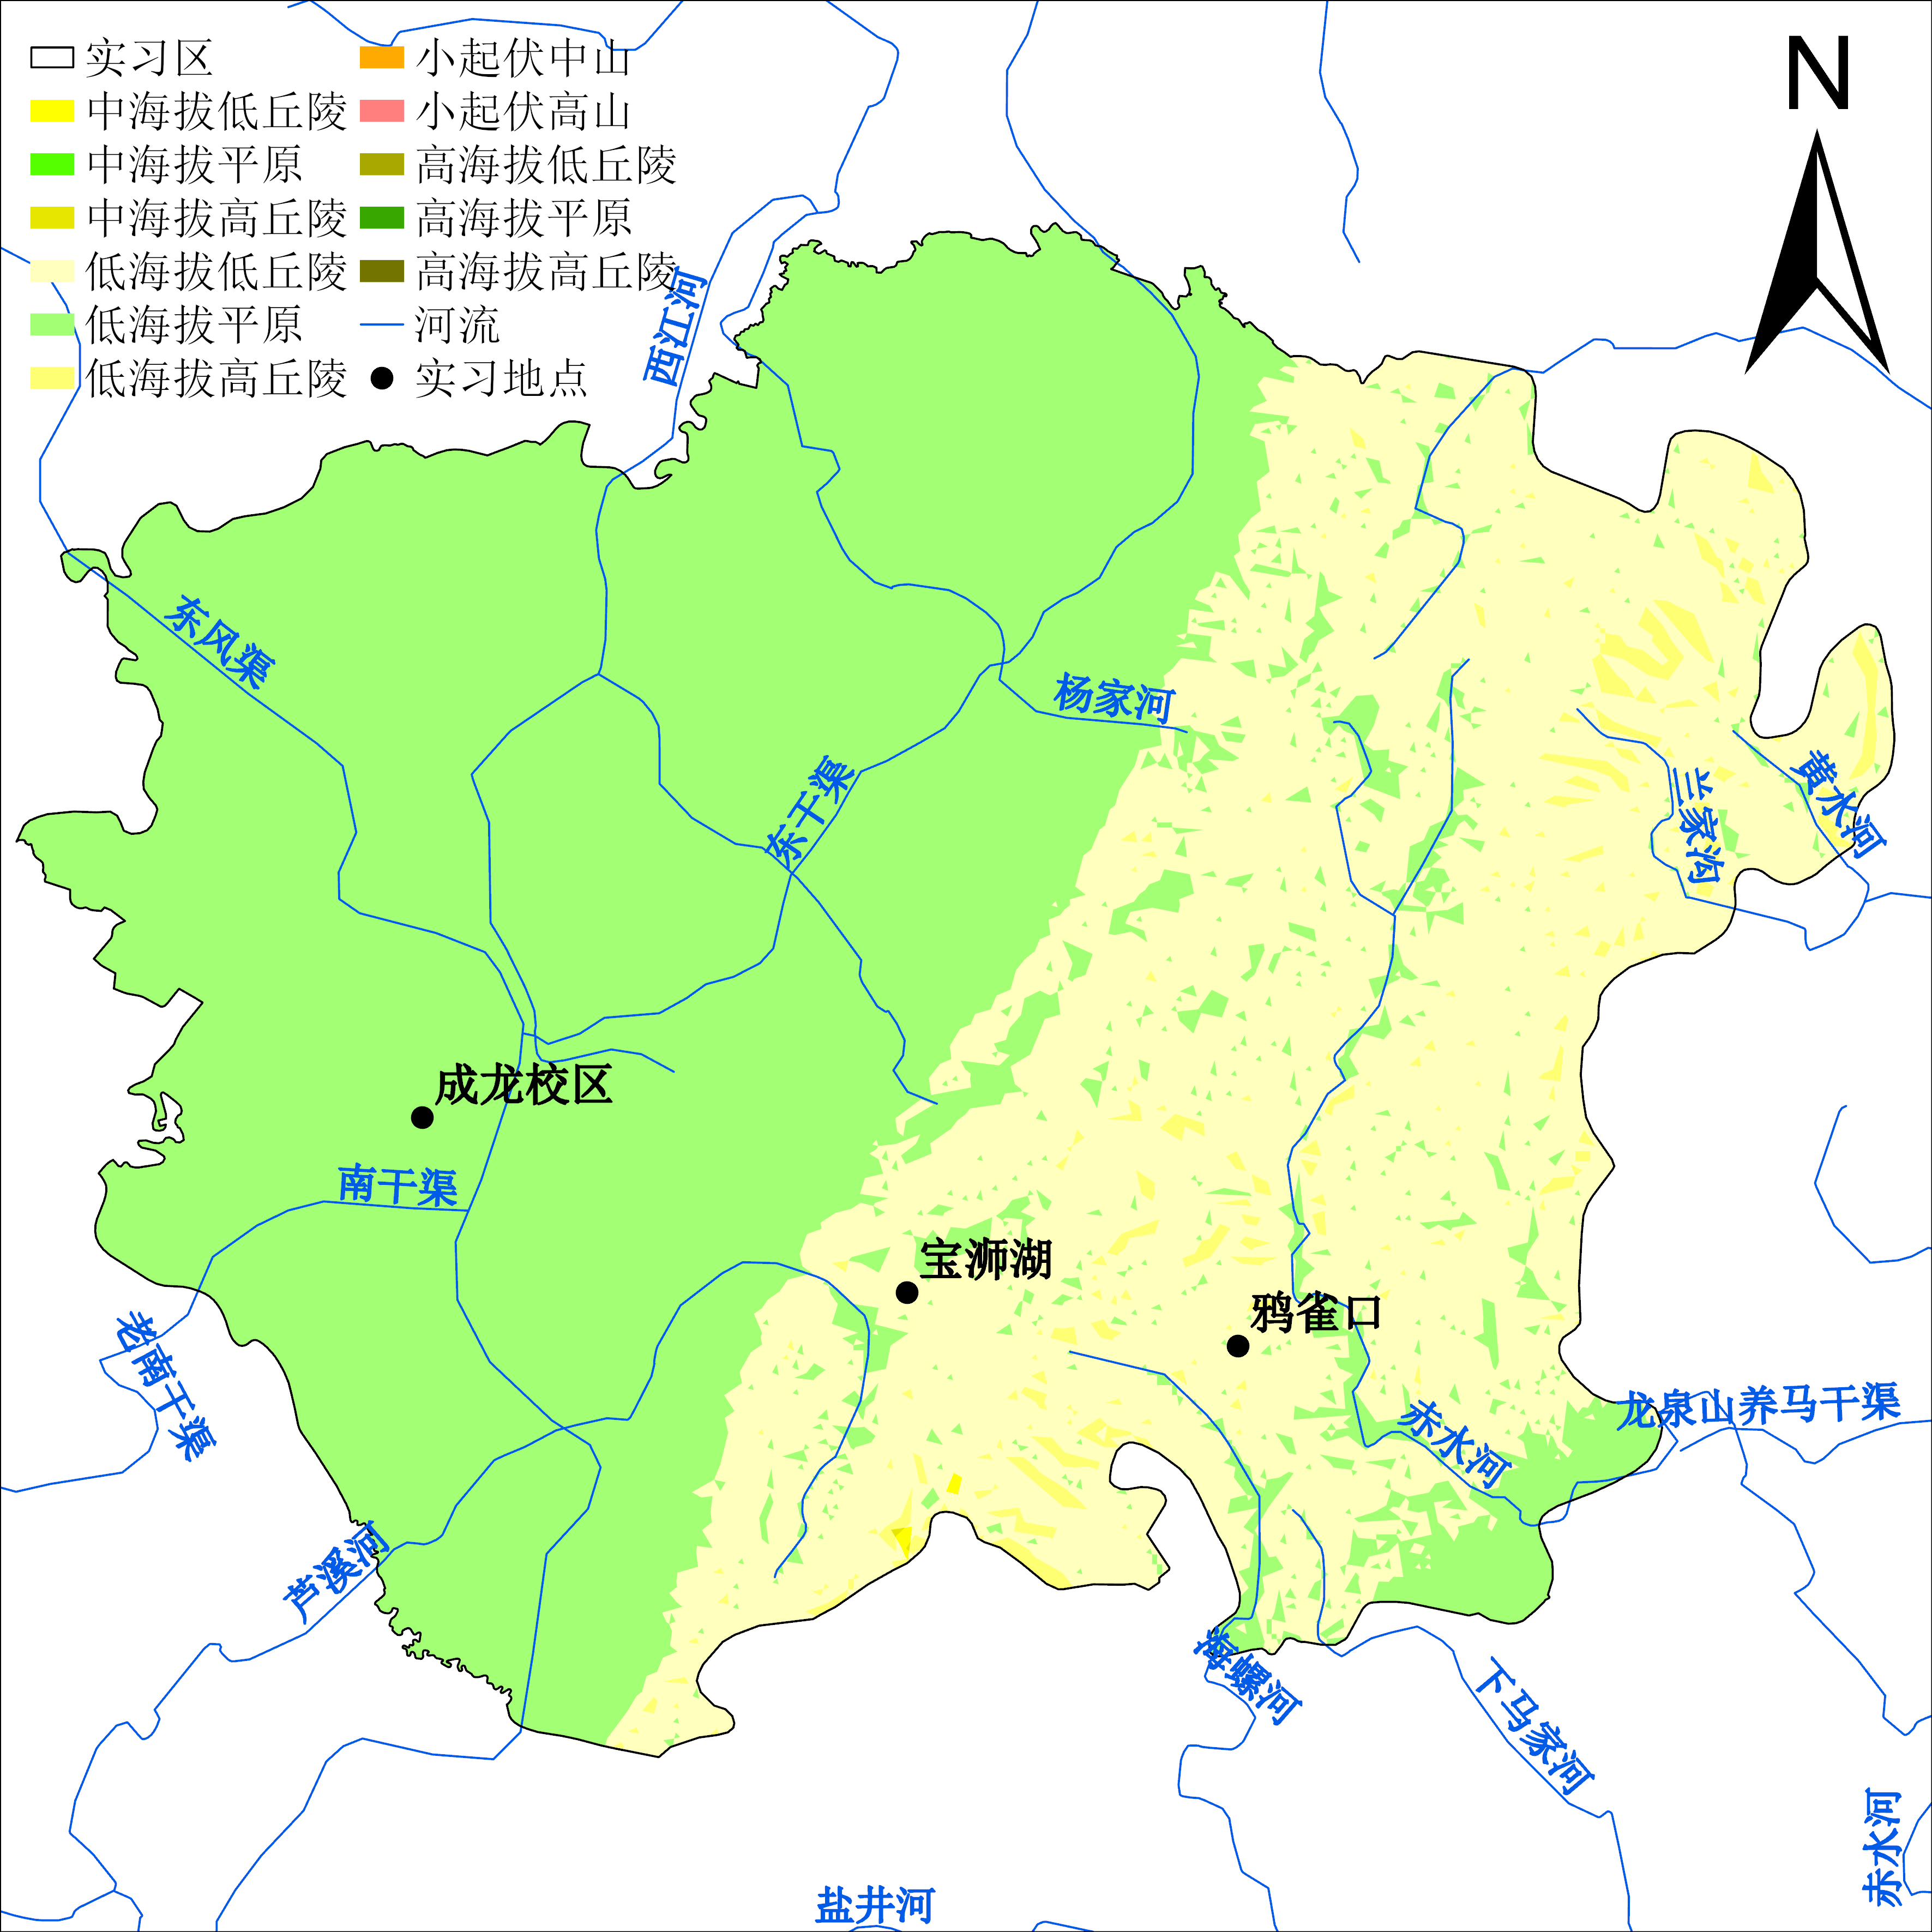 N
实习区
中海拔低丘陵
中海拔平原
中海拔高丘陵
低海拔低丘陵
低海拔平原
低海拔高丘陵
小起伏中山
小起伏高山
高海拔低丘陵
高海拔平原
高海拔高丘陵
河流
实习地点
西江河
东风渠
杨家河
东干渠
兰家沟
黄水河
成龙校区
南干渠
宝狮湖
鸦雀口
老南干渠
龙泉山养马干渠
赤水河
芦溪河
海螺河
下马家河
赤水河
盐井河